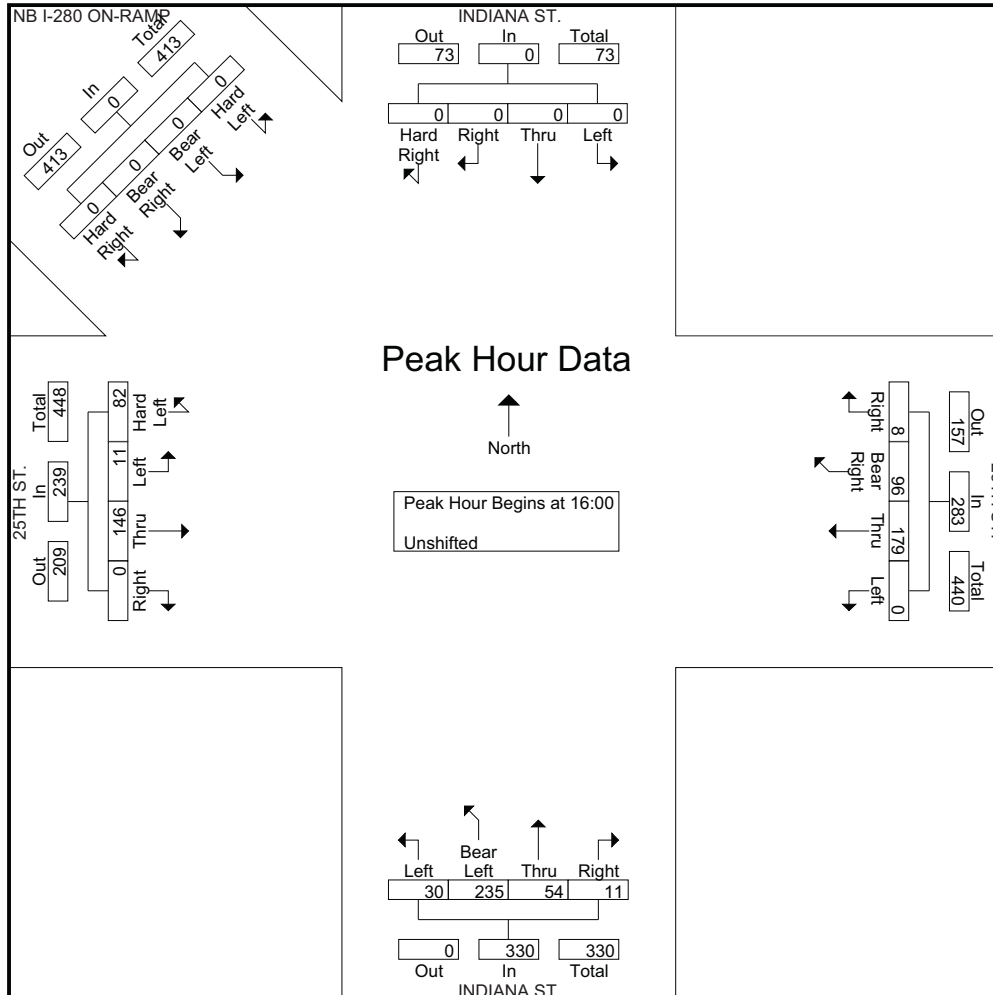 NB I-280 ON-RAMP
Total
413
In
0
Out
413
0
0
0
0
Hard
Left
Bear
Left
Bear
Right
Hard
Right
INDIANA ST.
Out In Total
73 0 73
0 0 0 0
Hard
Right
Right Thru Left
Peak Hour Data
North
Peak Hour Begins at 16:00
Unshifted
25TH ST.
Total
448
In
239
Out
209
82
11
146
0
Hard
Left
Left
Thru
Right
Right
Bear
Right
Thru
Left
8
96
179
0
Out
157
In
283
Total
440
Left
Bear
Left
Thru Right
30 235 54 11
0 330 330
Out In Total
INDIANA ST